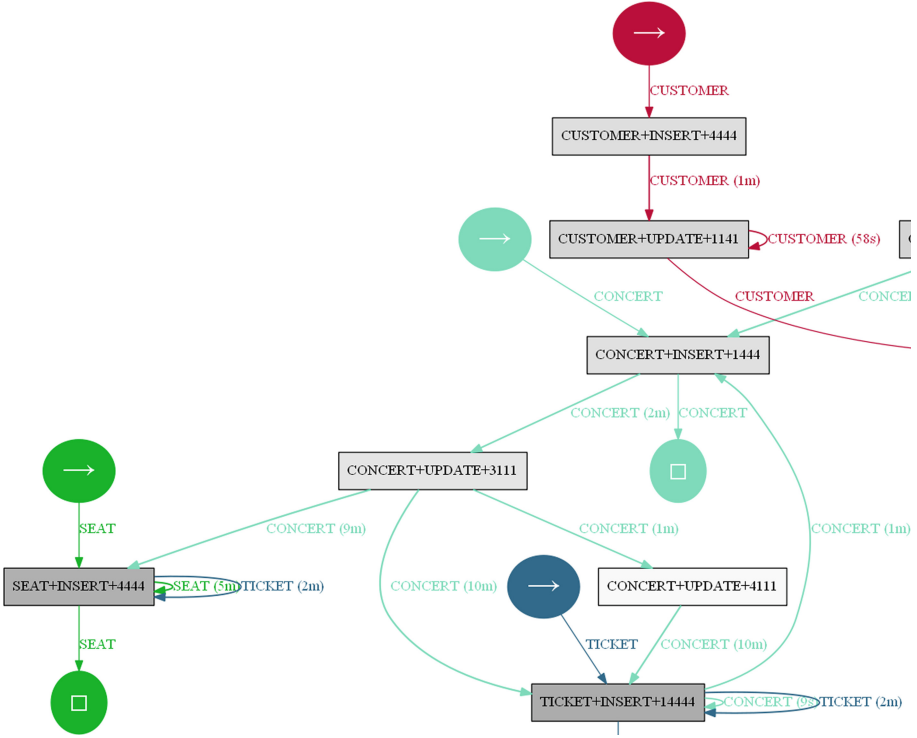 CUSTOMER
CUSTOMER+INSERT+4444
CUSTOMER (1m)
CUSTOMER+UPDATE+1141
CUSTOMER (58s)
CONCERT
CUSTOMER
CONCERT+INSERT+1444
CONCERT (2m)
CONCERT
CONCERT+UPDATE+3111
SEAT
CONCERT (9m)
CONCERT (1m)
CONCERT (1m)
SEAT+INSERT+4444
SEAT (5m)
TICKET (2m)
CONCERT (10m)
CONCERT+UPDATE+4111
SEAT
TICKET
CONCERT (10m)
TICKET+INSERT+14444
CONCERT (9s)
TICKET (2m)